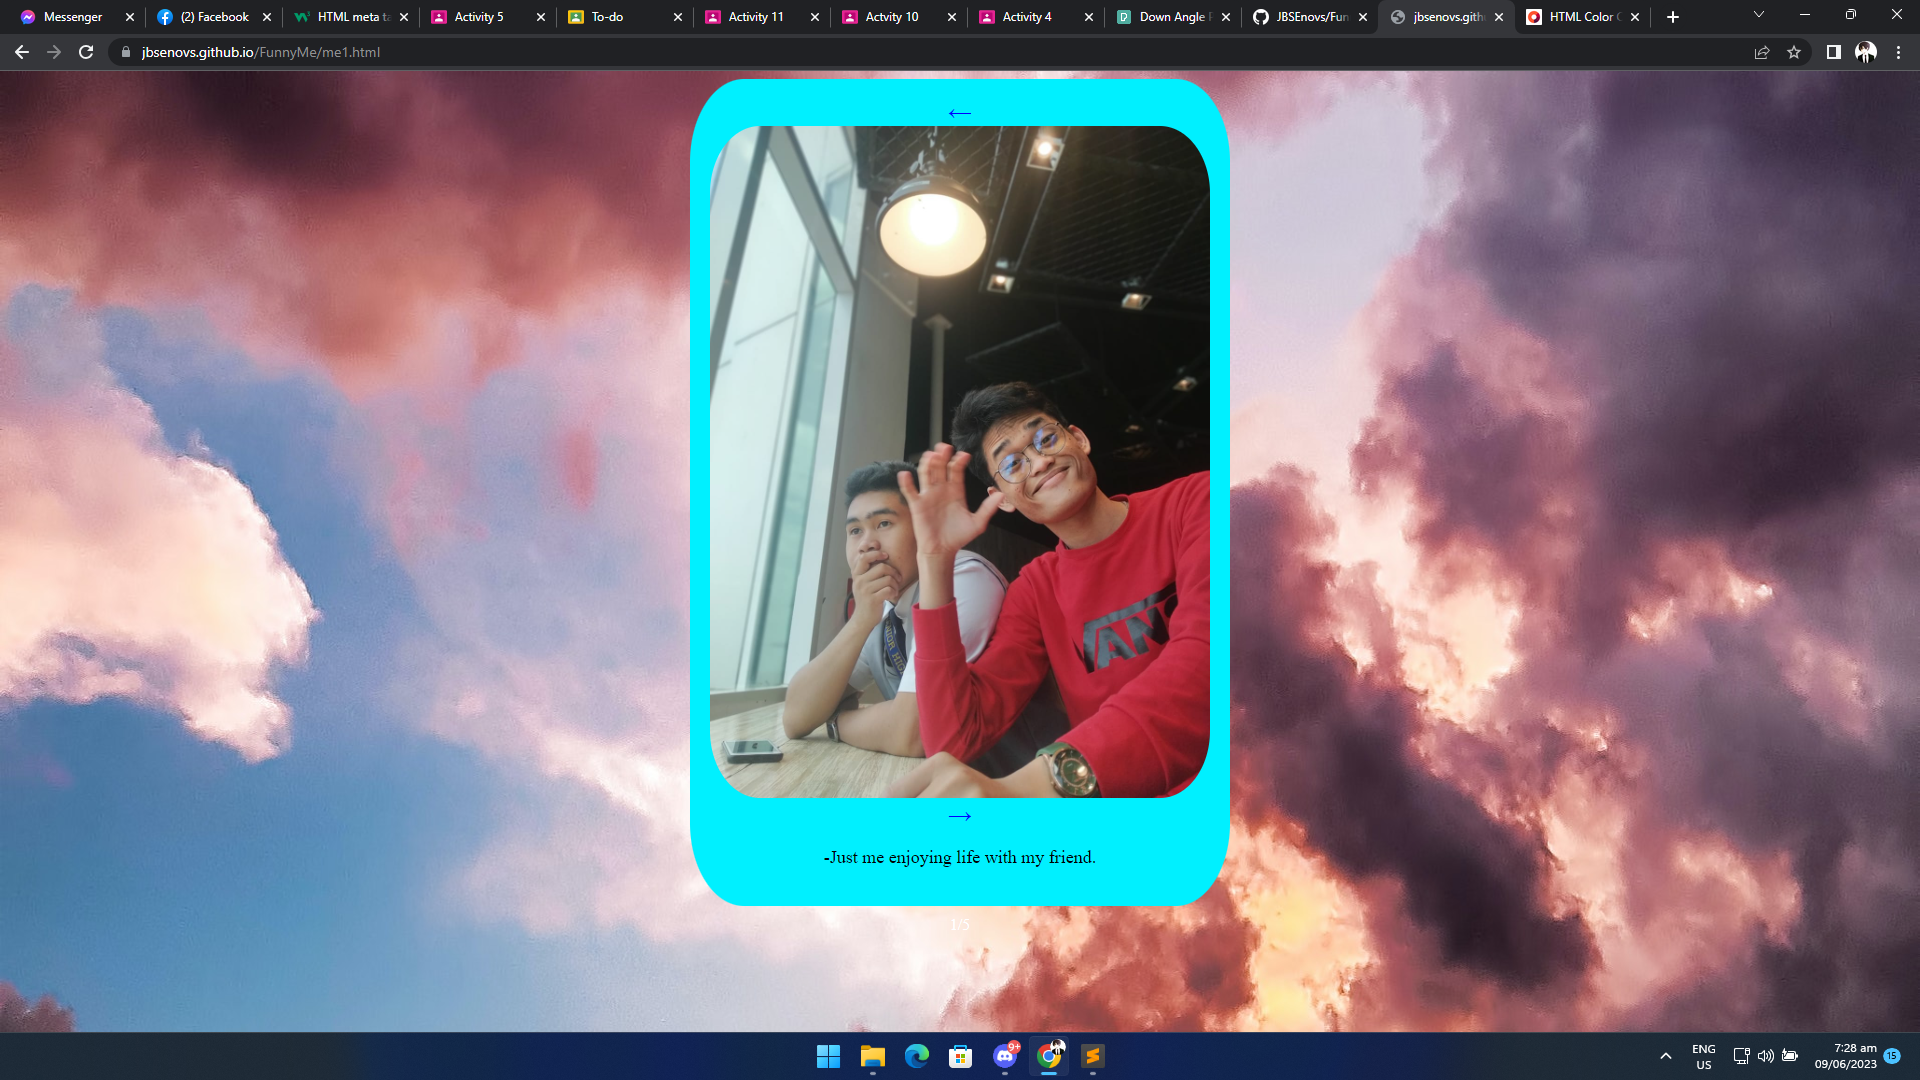 Messenger
(2) Facebook
HTML meta ta
Activity 5
To-do
Activity 11
Actvity 10
Activity 4
Down Angle
JBSEnovs/Fun
jbsenovs.gith
HTML Color
jbsenovs.github.io/FunnyMe/me1.html
←
VANS
→
-Just me enjoying life with my friend.
1/5
9+
ENG
US
7:28 am
09/06/2023
15